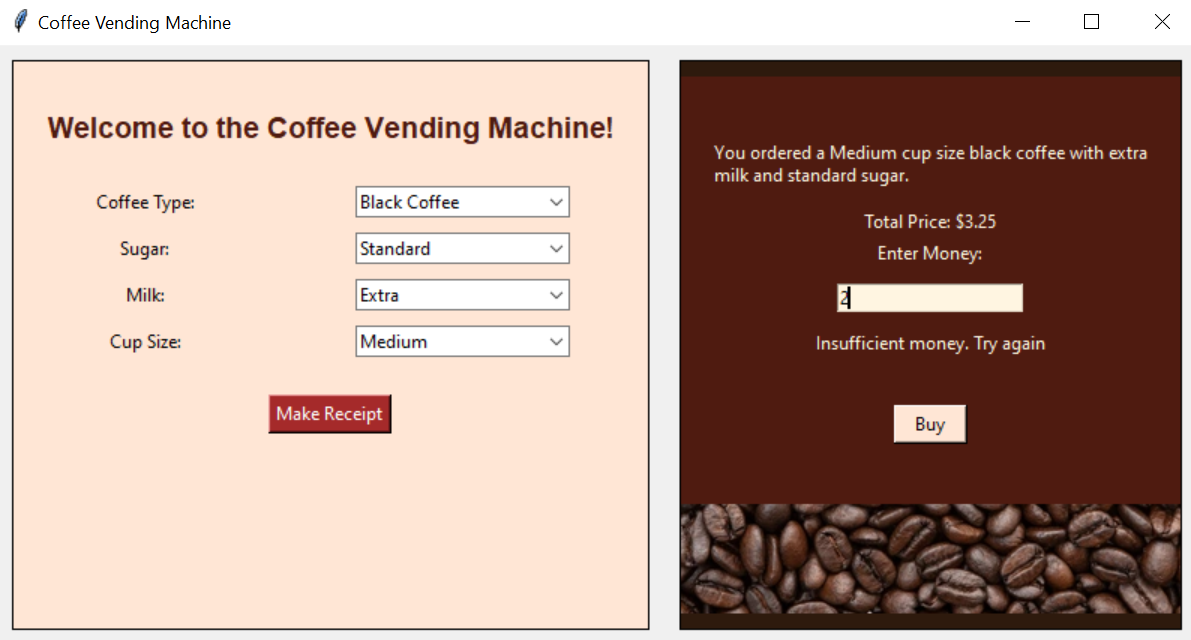 Coffee Vending Machine
Welcome to the Coffee Vending Machine!
Coffee Type:
Black Coffee
Sugar:
Standard
Milk:
Extra
Cup Size:
Medium
Make Receipt
You ordered a Medium cup size black coffee with extra
milk and standard sugar.
Total Price: $3.25
Enter Money:
2
Insufficient money. Try again
Buy